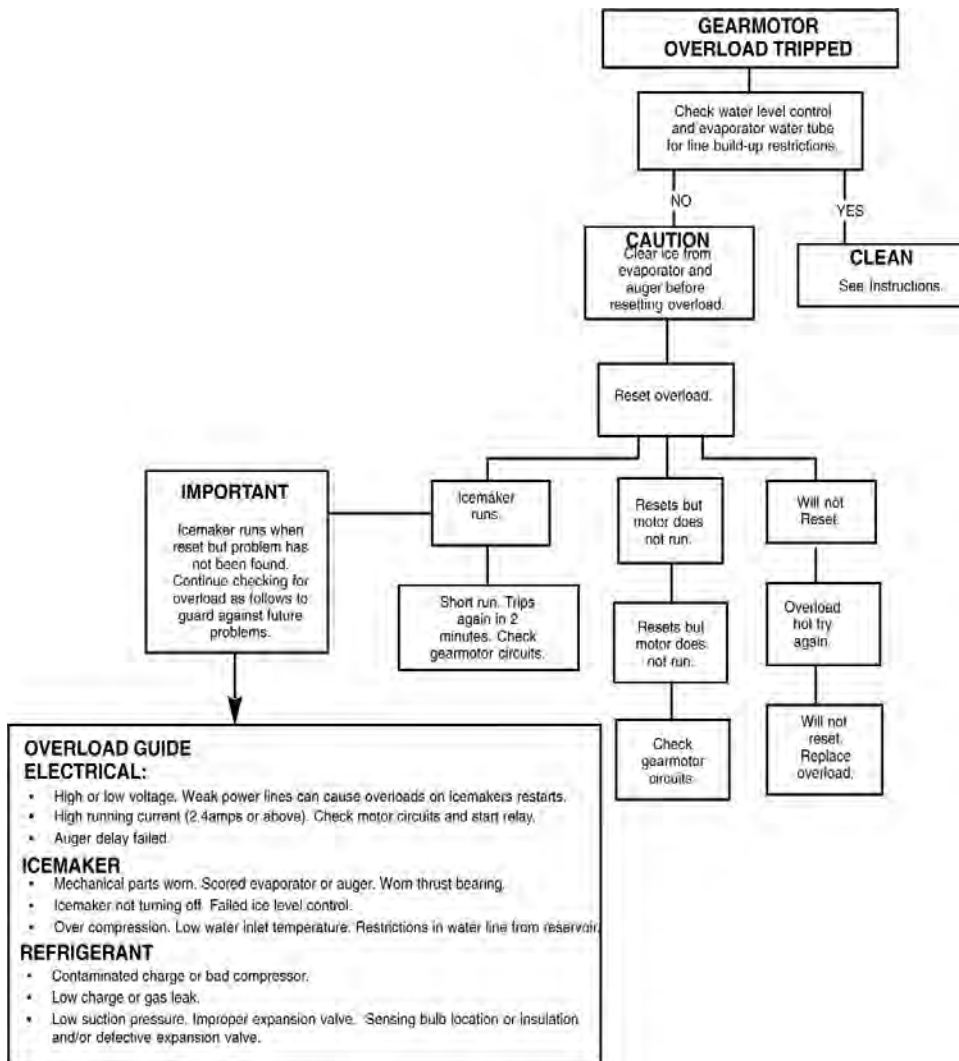 GEARMOTOR
OVERLOAD TRIPPED
Check water level control
and evaporator water tube
for line build-up restrictions.
NO
YES
CAUTION
Clear ice from
evaporator and
auger before
resetting overload.
CLEAN
See Instructions.
Reset overload.
IMPORTANT
Icemaker runs when
reset but problem has
not been found.
Continue checking for
overload as follows to
guard against future
problems.
Icemaker
runs.
Resets but
motor does
not run.
Will not
Reset.
Short run. Trips
again in 2
minutes. Check
gearmotor circuits.
Resets but
motor does
not run.
Overload
hot try
again.
Check
gearmotor
circuits.
Will not
reset.
Replace
overload.
OVERLOAD GUIDE
ELECTRICAL:
• High or low voltage. Weak power lines can cause overloads on icemakers restarts.
• High running current (2.4amps or above). Check motor circuits and start relay.
• Auger delay failed.
ICEMAKER
• Mechanical parts worn. Scored evaporator or auger. Worn thrust bearing.
• Icemaker not turning off. Failed ice level control.
• Over compression. Low water inlet temperature. Restrictions in water line from reservoir.
REFRIGERANT
• Contaminated charge or bad compressor.
• Low charge or gas leak.
• Low suction pressure. Improper expansion valve. Sensing bulb location or insulation
and/or defective expansion valve.